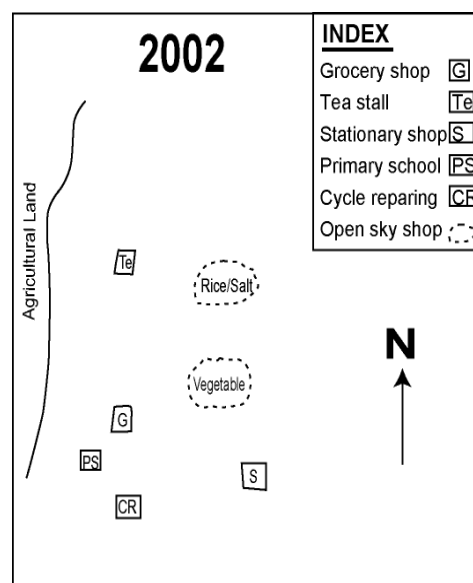 2002
INDEX
Grocery shop G
Tea stall Te
Stationary shop S
Primary school PS
Cycle reparing CR
Open sky shop
Agricultural Land
Te
Rice/Salt
Vegetable
N
G
PS
S
CR